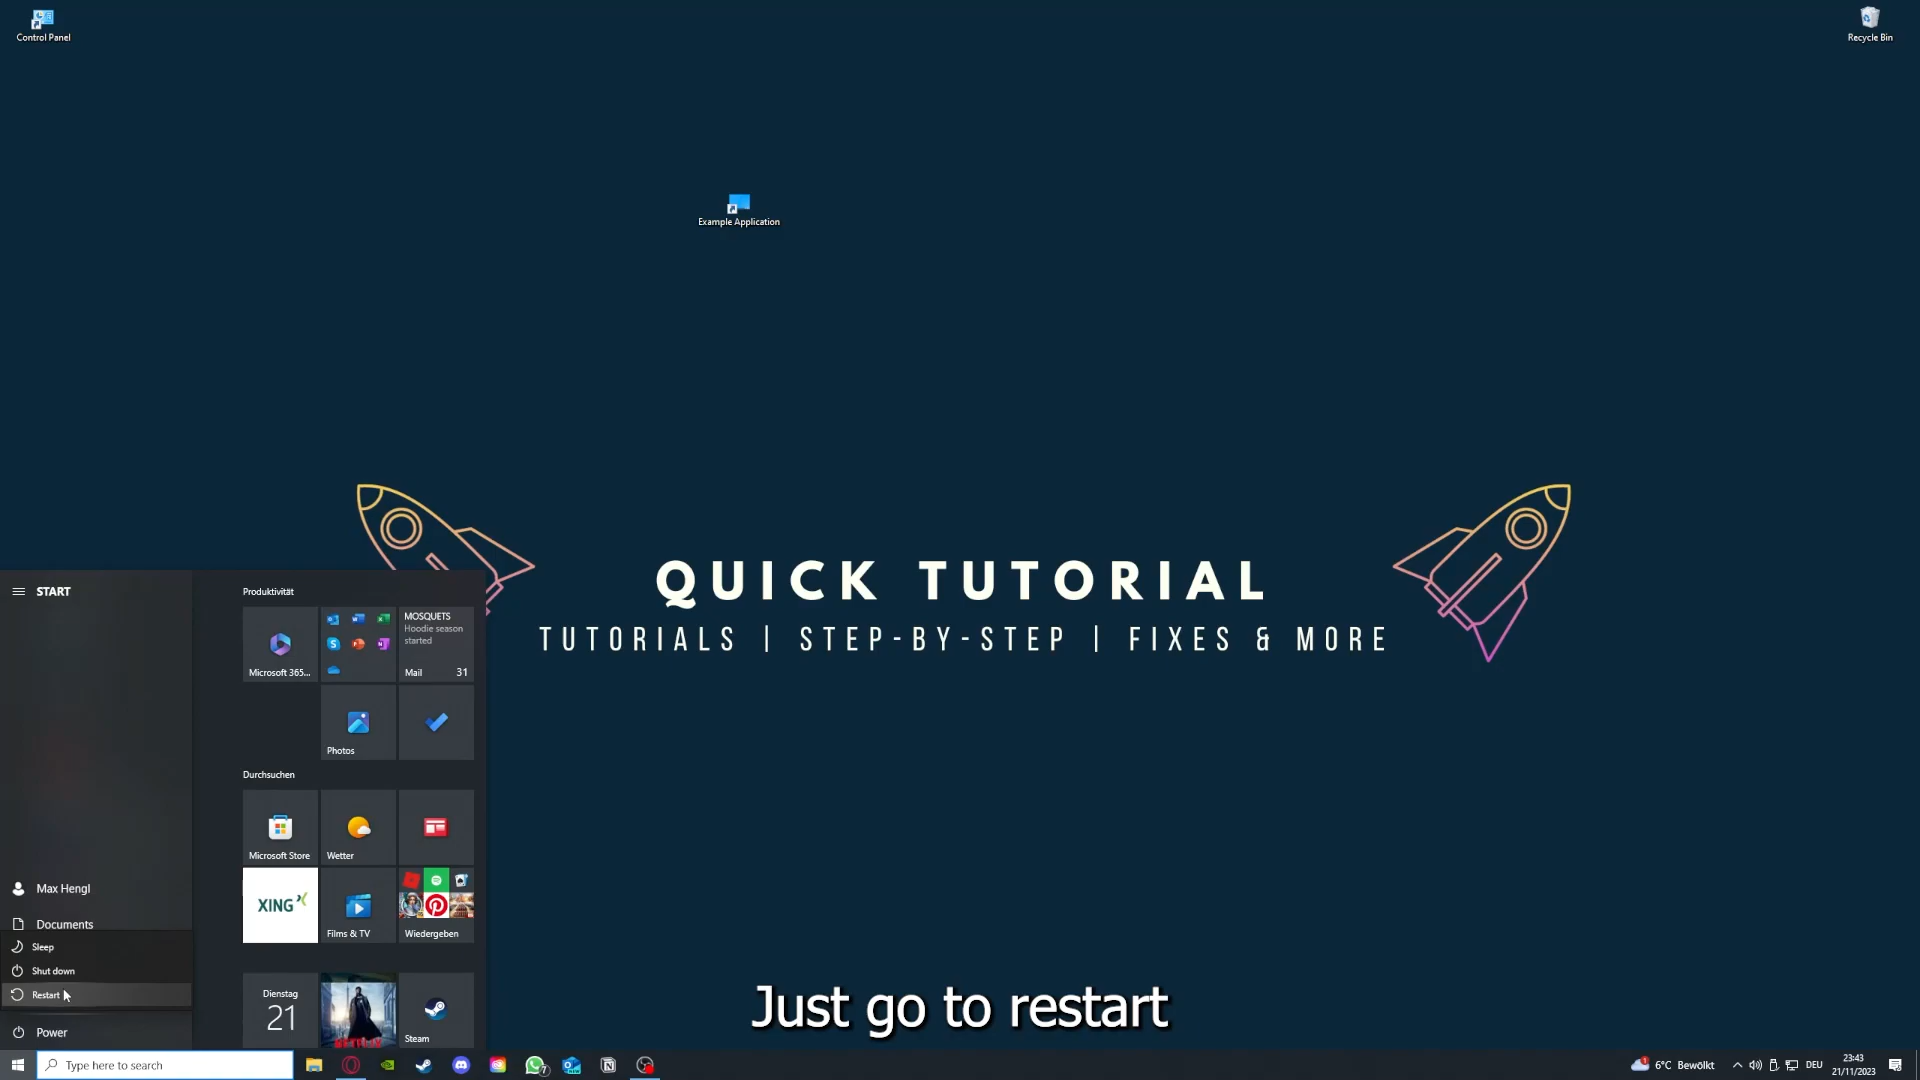 Control Panel
Recycle Bin
Example Application
QUICK TUTORIAL
TUTORIALS | STEP-BY-STEP | FIXES & MORE
START
Produktivität
Microsoft 365...
MOSQUETS
Hoodie season
started
Mail 31
Photos
Durchsuchen
Microsoft Store
Wetter
XING
Films & TV
Wiedergeben
Max Hengl
Documents
Sleep
Shut down
Restart
Power
Dienstag
21
NETFLIX
Steam
Just go to restart
Type here to search
7
1
6°C Bewölkt
DEU
23:43
21/11/2023